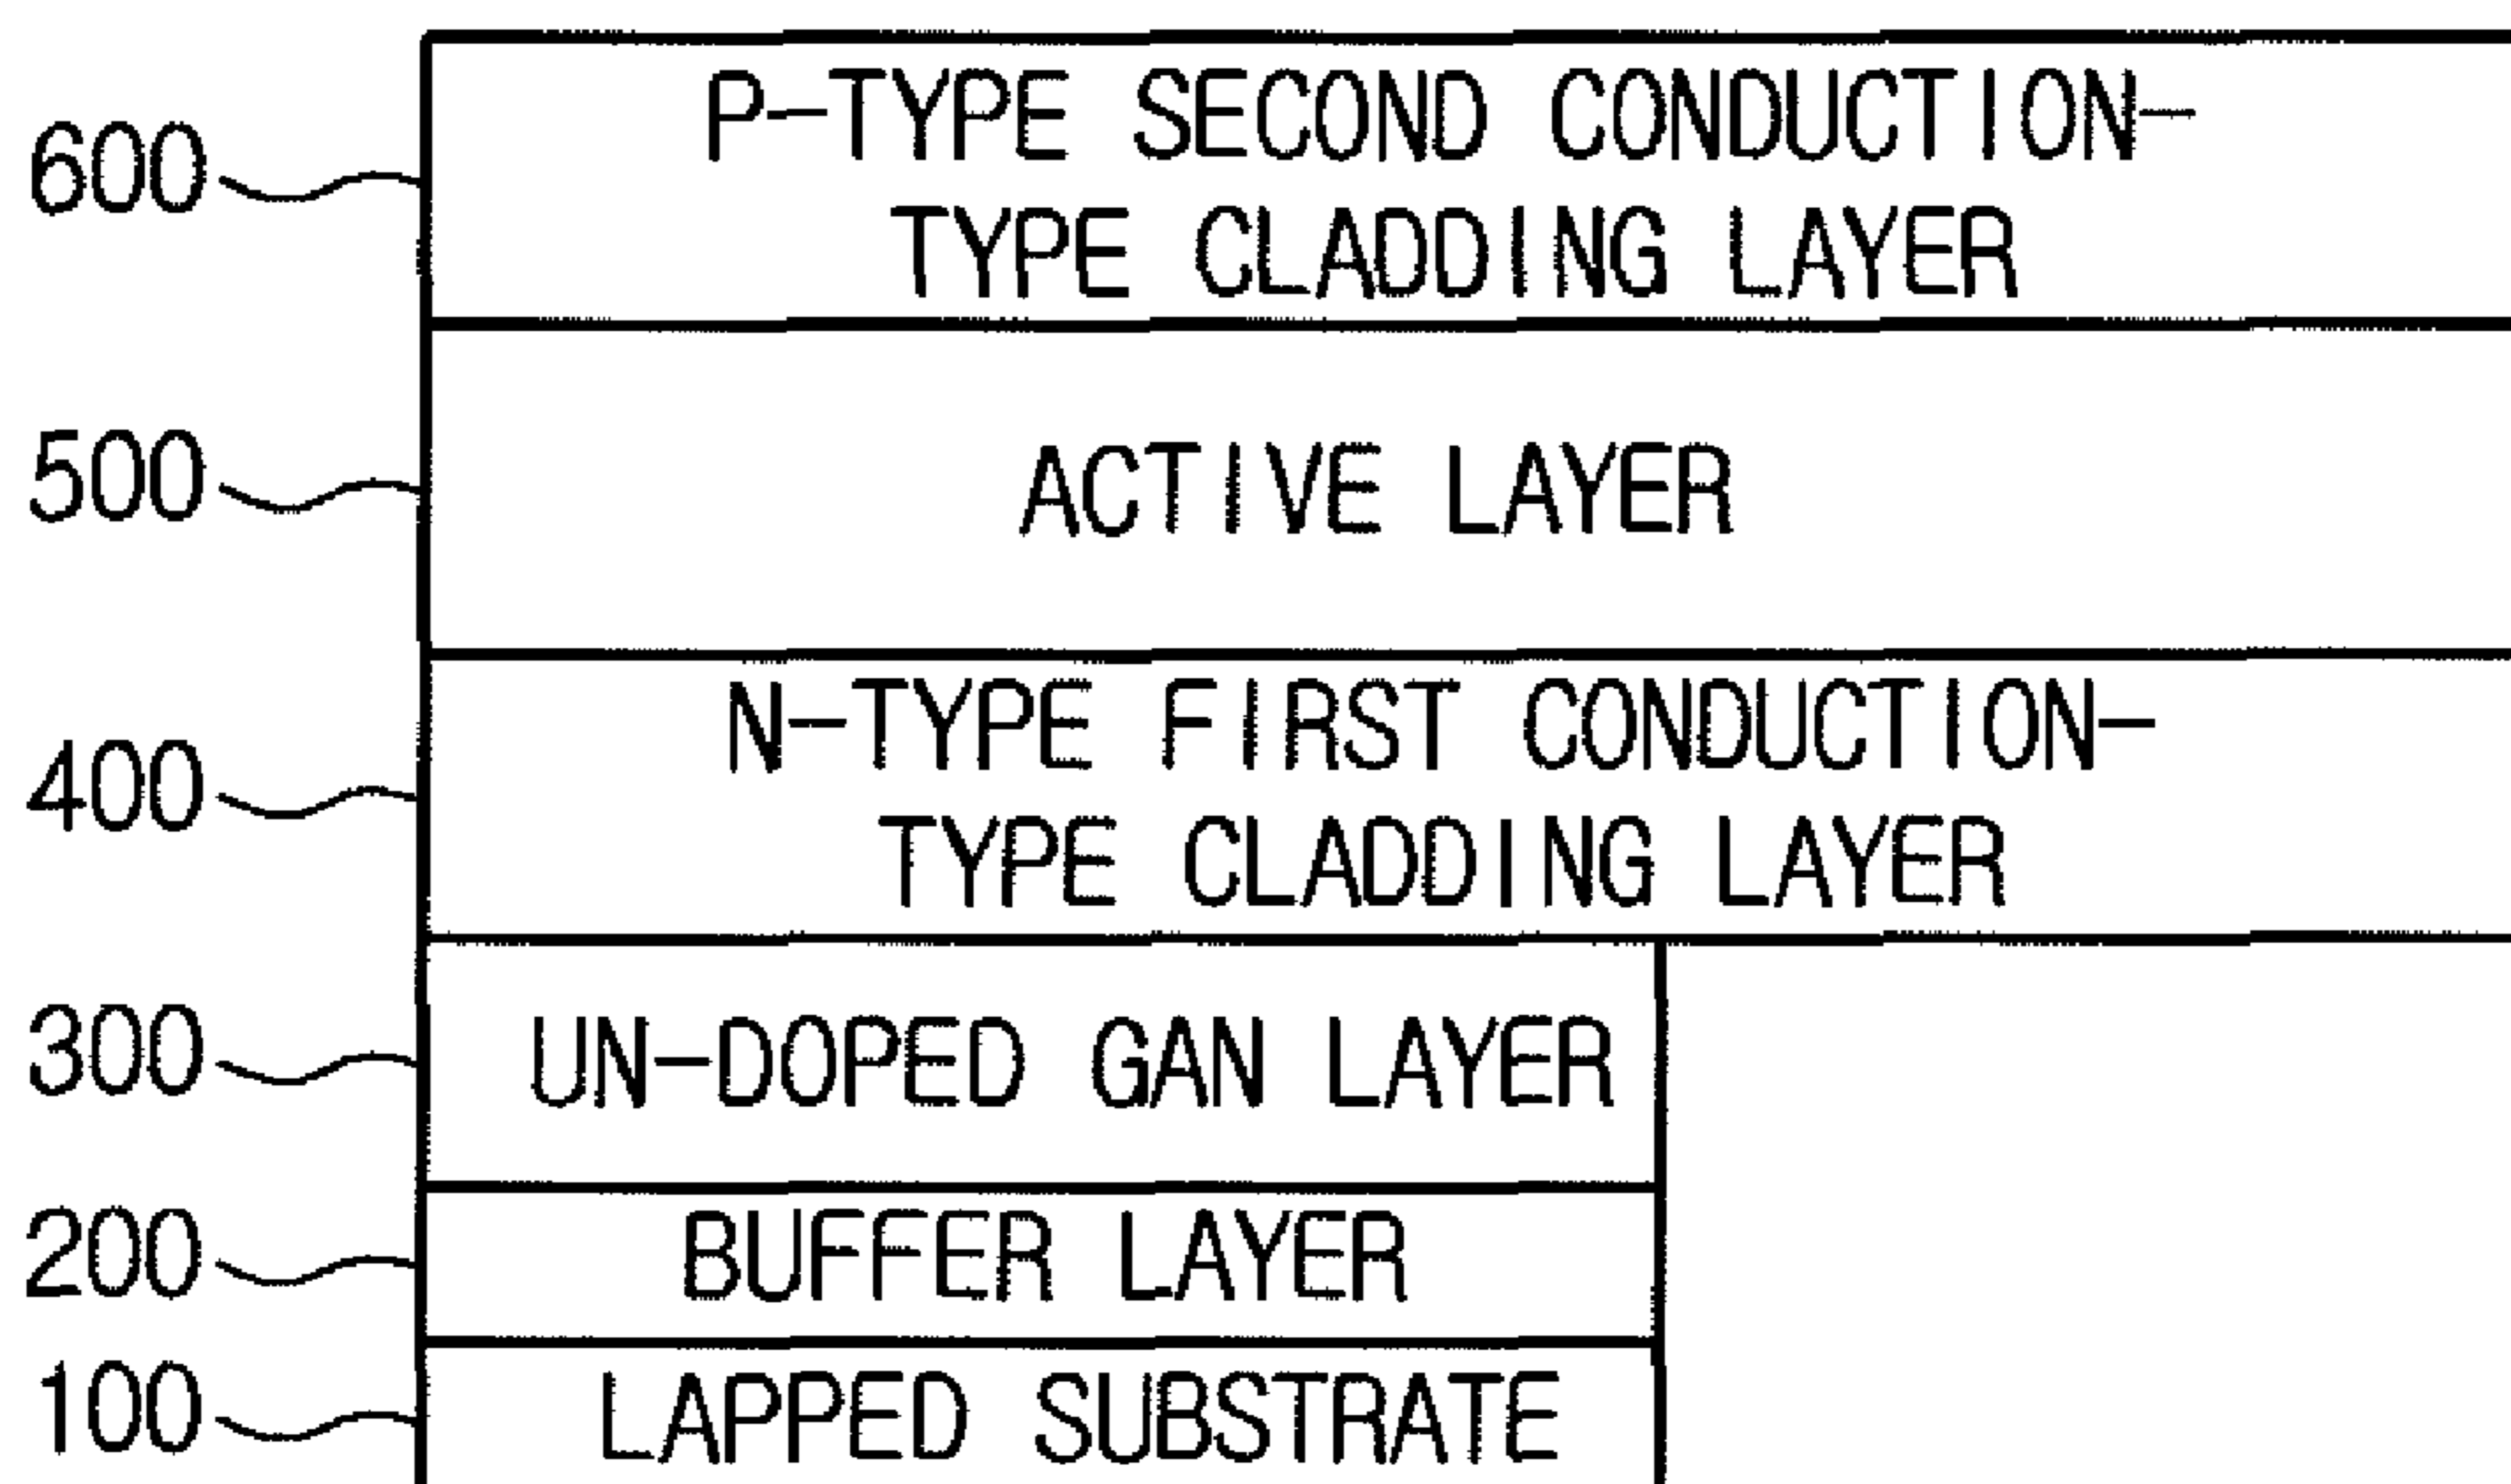 P-TYPE SECOND CONDUCTION-
600
TYPE CLADDING LAYER
500
ACTIVE LAYER
N-TYPE FIRST CONDUCTION-
400
TYPE CLADDING LAYER
300
UN-DOPED GAN LAYER
200
BUFFER LAYER
100
LAPPED SUBSTRATE